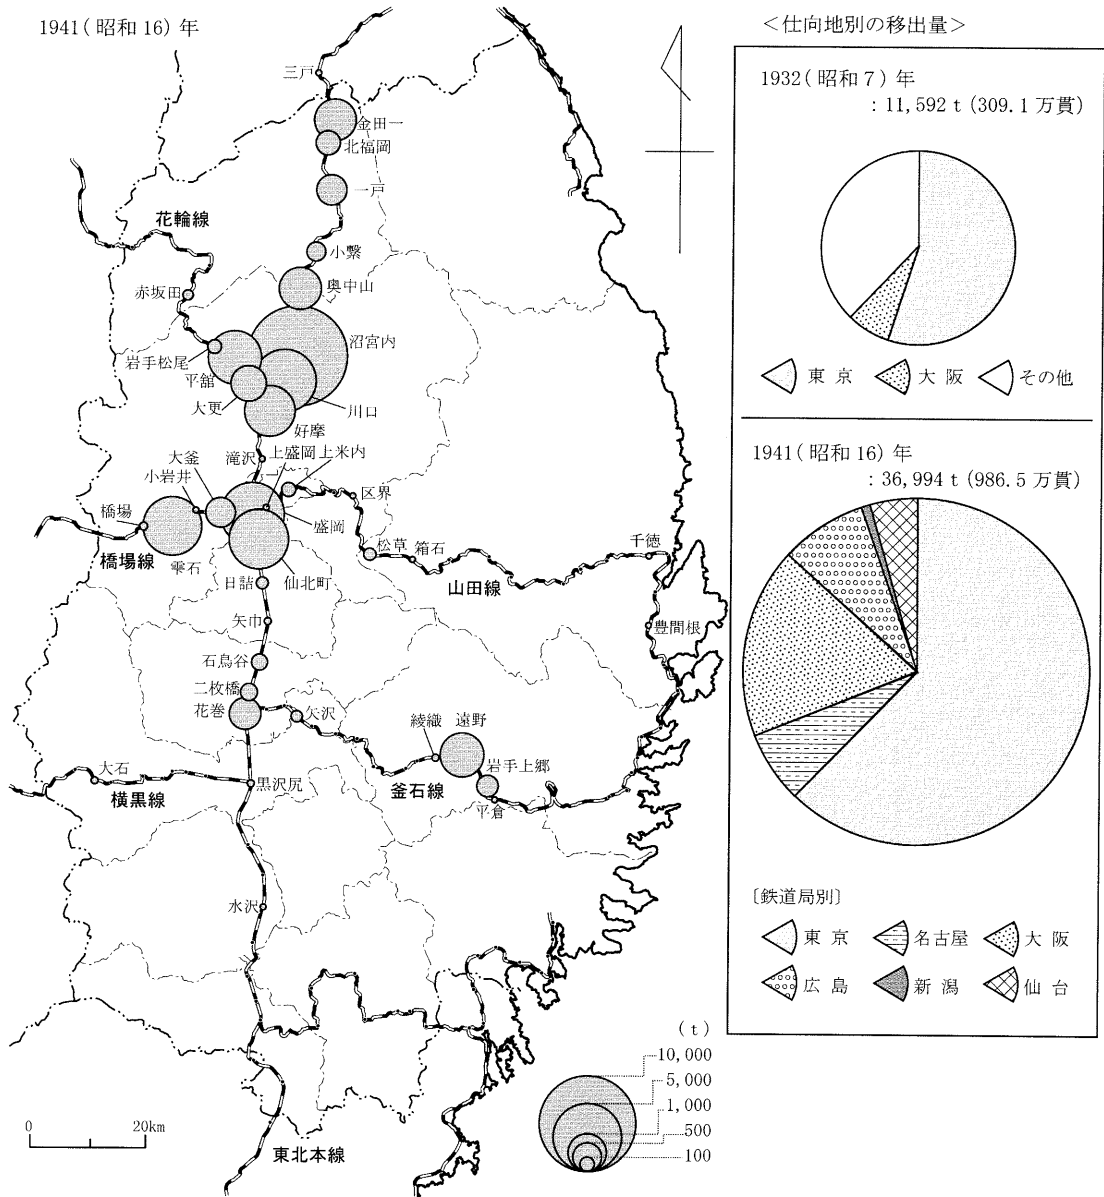 1941(昭和16)年
三戸
金田一
北福岡
一戸
花輪線
小繋
赤坂田
奥中山
沼宮内
岩手松尾
平舘
大更
川口
好摩
滝沢
上盛岡
上米内
大釜
小岩井
区界
橋場
盛岡
松草
箱石
千徳
橋場線
雫石
仙北町
山田線
日詰
矢巾
豊間根
石鳥谷
二枚橋
花巻
矢沢
綾織
遠野
岩手上郷
大石
黒沢尻
釜石線
平倉
横黒線
水沢
東北本線
0
20km
(t)
10,000
5,000
1,000
500
100
<仕向地別の移出量>
1932(昭和7)年
:11,592 t (309.1万貫)
東京
大阪
その他
1941(昭和16)年
:36,994 t (986.5万貫)
〔鉄道局別〕
東京
名古屋
大阪
広島
新潟
仙台